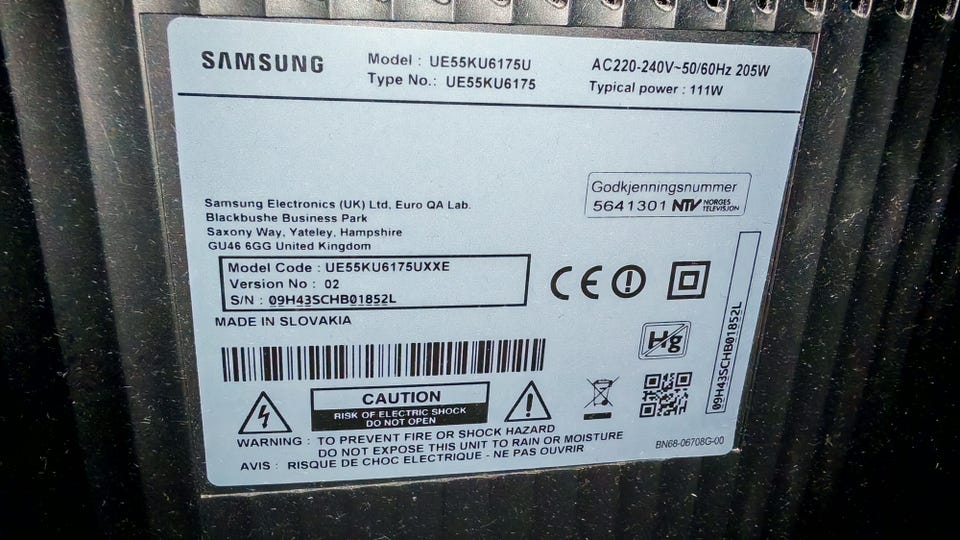 SAMSUNG
Model : UE55KU6175U
Type No.: UE55KU6175
AC220-240V~50/60Hz 205W
Typical power : 111W
Samsung Electronics (UK) Ltd, Euro QA Lab.
Blackbushe Business Park
Saxony Way, Yateley, Hampshire
GU46 6GG United Kingdom
Godkjenningsnummer
5641301 NTV NORGES TELEVISJON
Model Code : UE55KU6175UXXE
Version No : 02
S/N : 09H43SCHB01852L
MADE IN SLOVAKIA
CE
Hg
09H43SCHB01852L
CAUTION
RISK OF ELECTRIC SHOCK
DO NOT OPEN
WARNING : TO PREVENT FIRE OR SHOCK HAZARD
DO NOT EXPOSE THIS UNIT TO RAIN OR MOISTURE
AVIS : RISQUE DE CHOC ELECTRIQUE - NE PAS OUVRIR
BN68-06708G-00